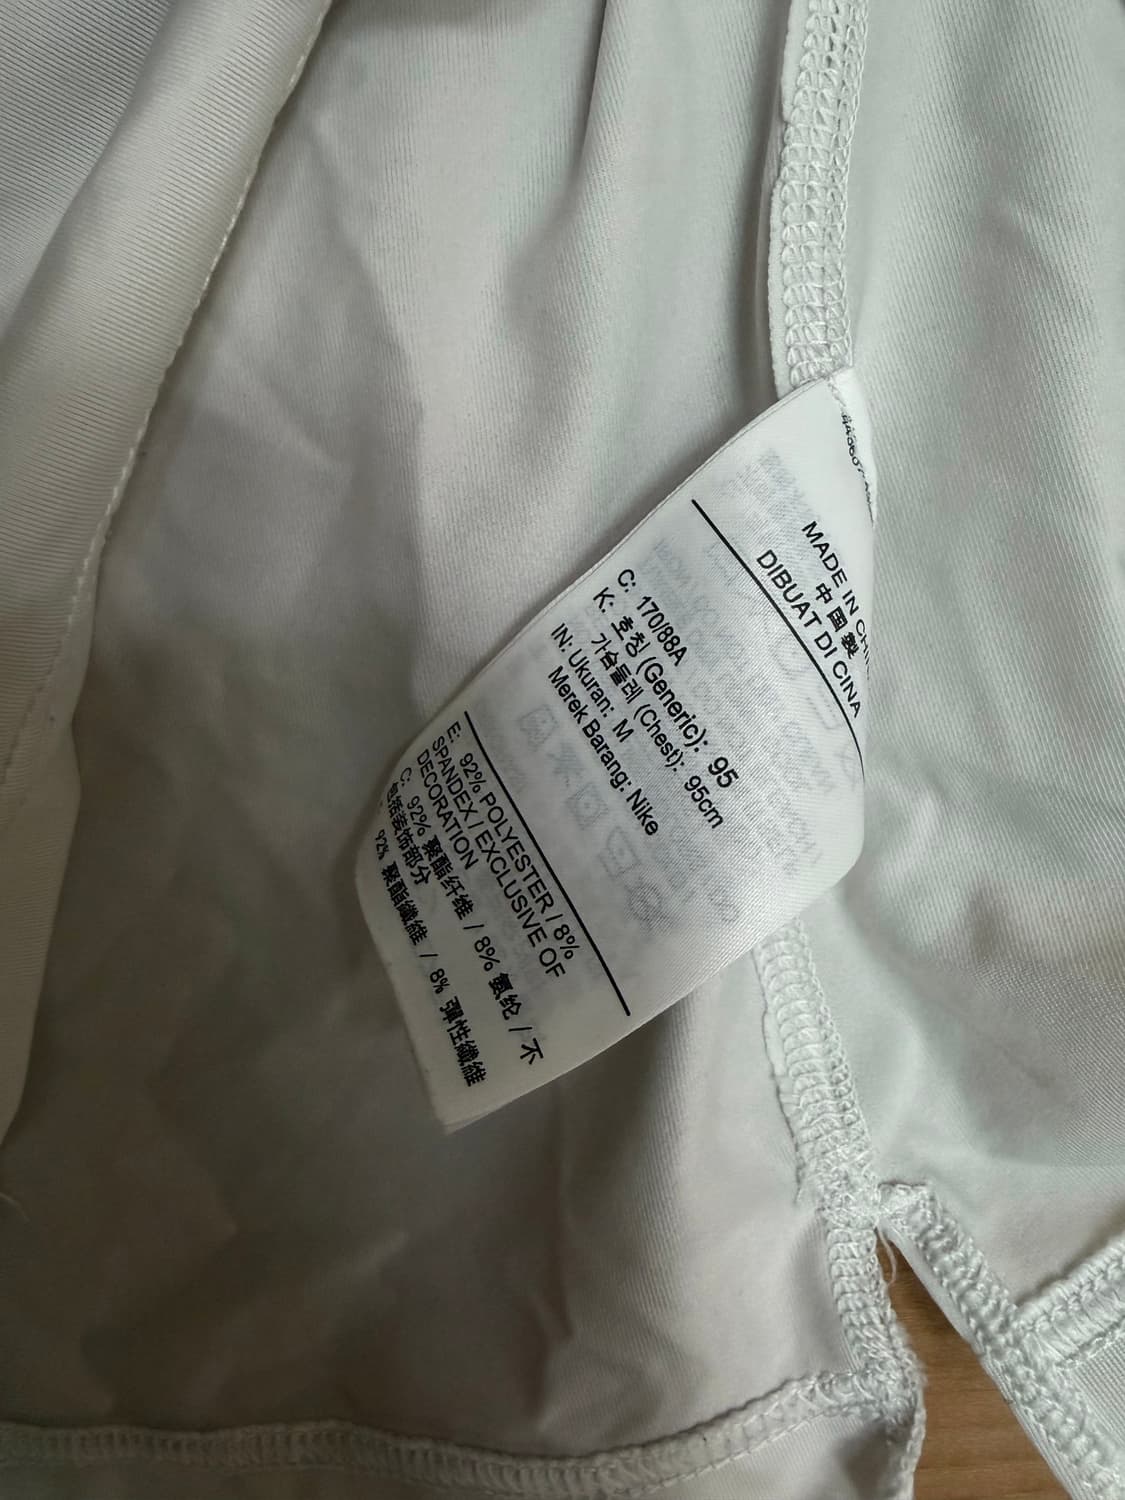 MADE IN
中國製
DIBUAT DI CINA
C: 170/88A
K: 호칭 (Generic): 95
가슴둘레 (Chest): 95cm
IN: Ukuran: M
Merek Barang: Nike
E: 92% POLYESTER / 8%
SPANDEX / EXCLUSIVE OF
DECORATION
C: 92% 聚酯纤维 / 8% 氨纶 / 不
包括装饰部分
92% 聚酯纖維 / 8% 彈性纖維